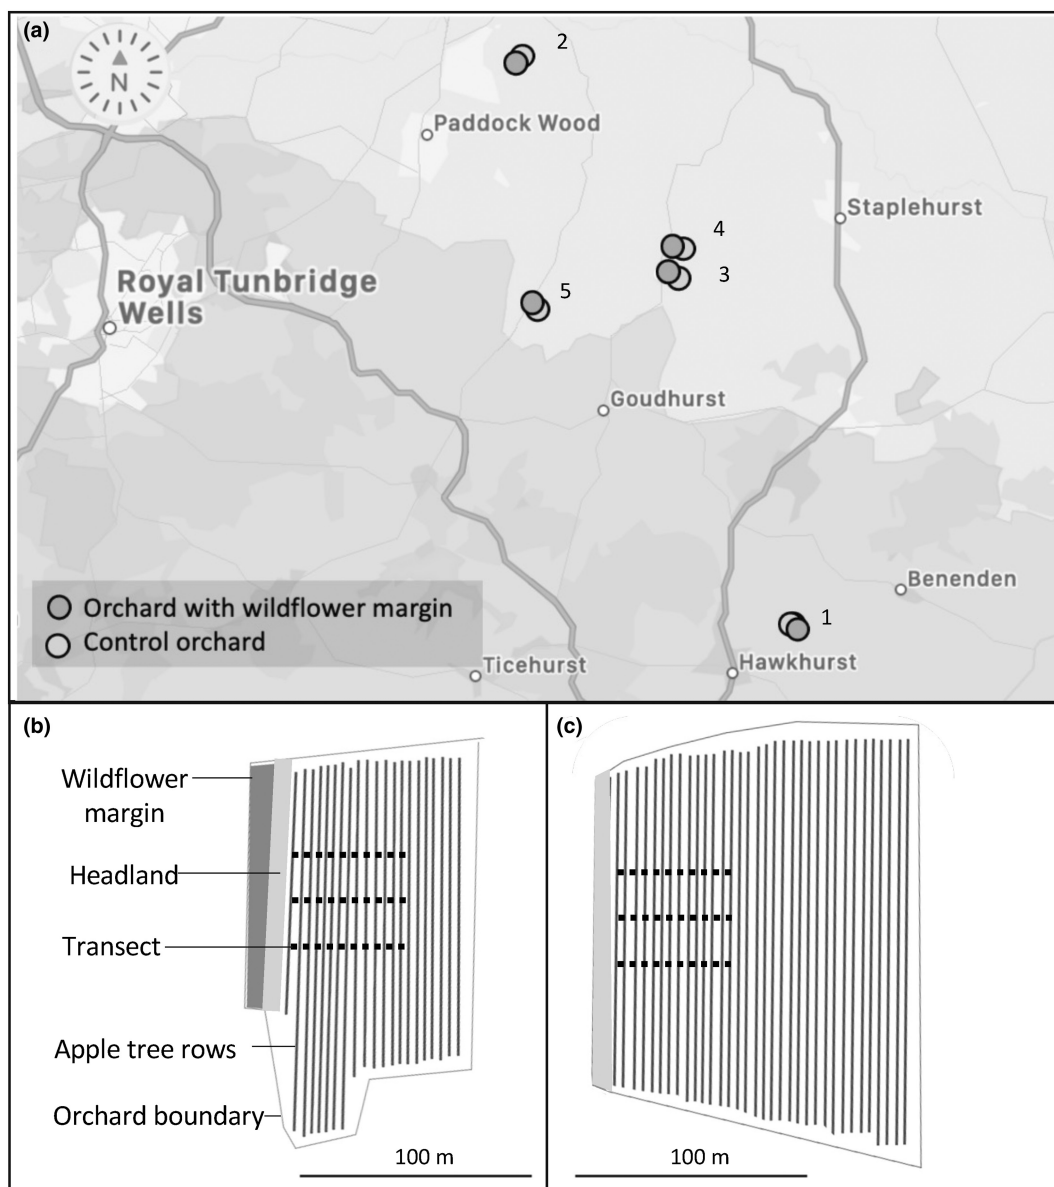 (a)
N
2
Paddock Wood
Staplehurst
4
3
Royal Tunbridge
Wells
5
Goudhurst
Benenden
Orchard with wildflower margin
Control orchard
1
Ticehurst
Hawkhurst
(b)
Wildflower
margin
Headland
Transect
Apple tree rows
Orchard boundary
100 m
(c)
100 m